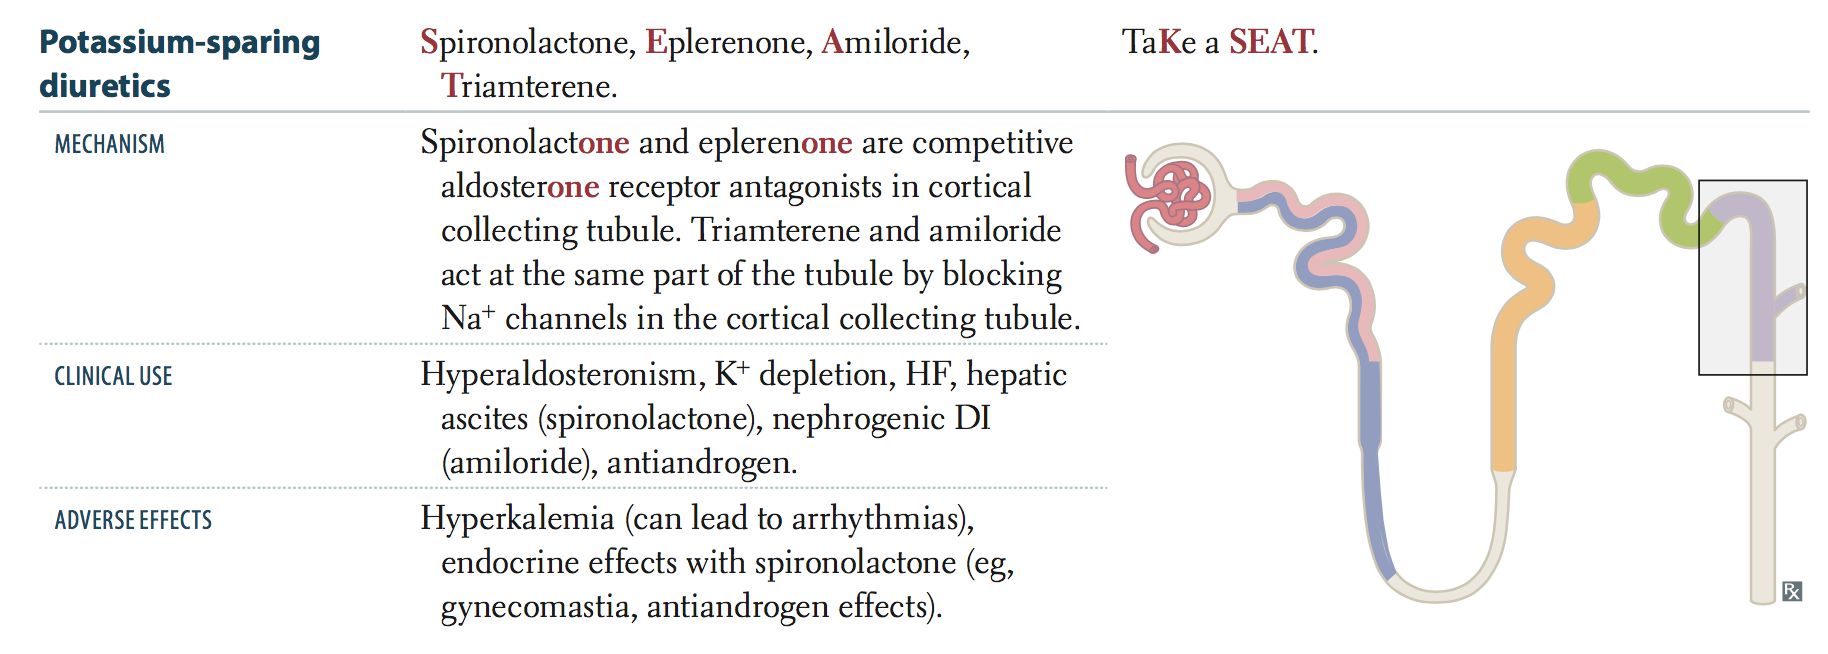 Potassium-sparing
diuretics
Spironolactone, Eplerenone, Amiloride,
Triamterene.
TaKe a SEAT.
MECHANISM
Spironolactone and eplerenone are competitive
aldosterone receptor antagonists in cortical
collecting tubule. Triamterene and amiloride
act at the same part of the tubule by blocking
Na⁺ channels in the cortical collecting tubule.
CLINICAL USE
Hyperaldosteronism, K⁺ depletion, HF, hepatic
ascites (spironolactone), nephrogenic DI
(amiloride), antiandrogen.
ADVERSE EFFECTS
Hyperkalemia (can lead to arrhythmias),
endocrine effects with spironolactone (eg,
gynecomastia, antiandrogen effects).
Rx